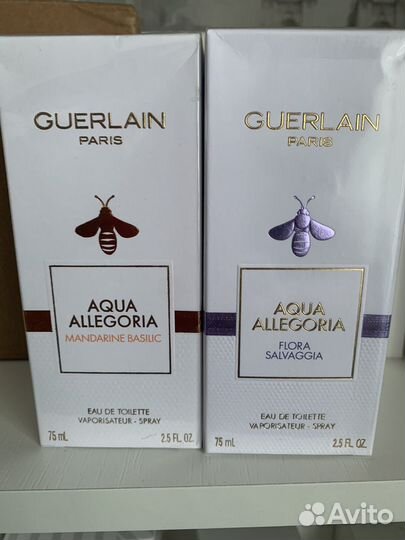 GUERLAIN
PARIS
AQUA
ALLEGORIA
MANDARINE BASILIC
EAU DE TOILETTE
VAPORISATEUR - SPRAY
75 mL 2.5 FL. OZ.
GUERLAIN
PARIS
AQUA
ALLEGORIA
FLORA
SALVAGGIA
EAU DE TOILETTE
VAPORISATEUR - SPRAY
75 mL 2.5 FL. OZ.
Avito